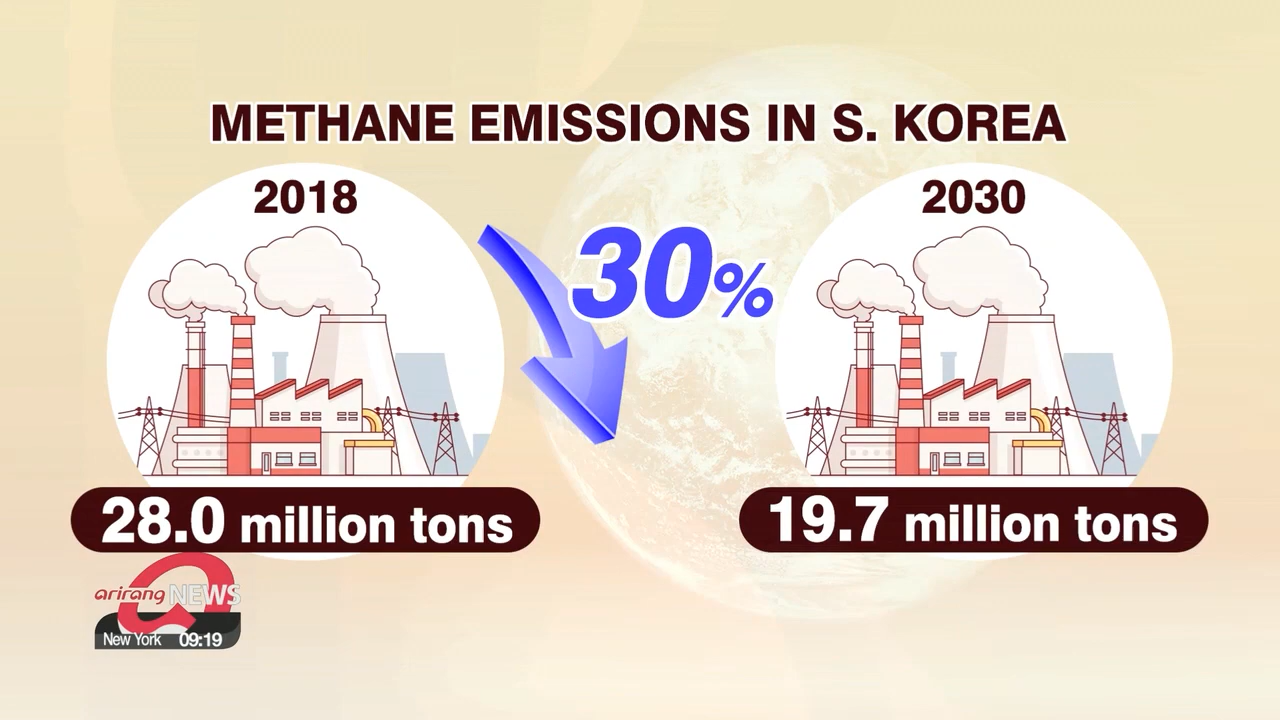 METHANE EMISSIONS IN S. KOREA
2018
30%
2030
28.0 million tons
19.7 million tons
arirang NEWS
New York 09:19